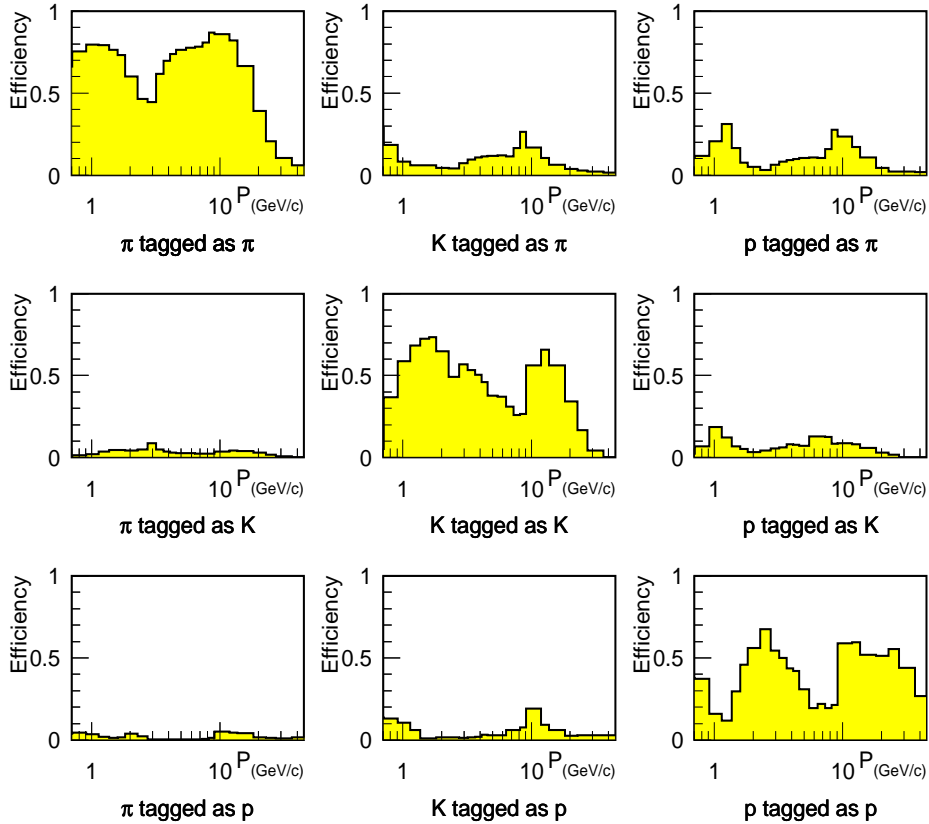 Efficiency
1
0.5
0
1
10
P (GeV/c)
π tagged as π
Efficiency
1
0.5
0
1
10
P (GeV/c)
K tagged as π
Efficiency
1
0.5
0
1
10
P (GeV/c)
p tagged as π
Efficiency
1
0.5
0
1
10
P (GeV/c)
π tagged as K
Efficiency
1
0.5
0
1
10
P (GeV/c)
K tagged as K
Efficiency
1
0.5
0
1
10
P (GeV/c)
p tagged as K
Efficiency
1
0.5
0
1
10
P (GeV/c)
π tagged as p
Efficiency
1
0.5
0
1
10
P (GeV/c)
K tagged as p
Efficiency
1
0.5
0
1
10
P (GeV/c)
p tagged as p